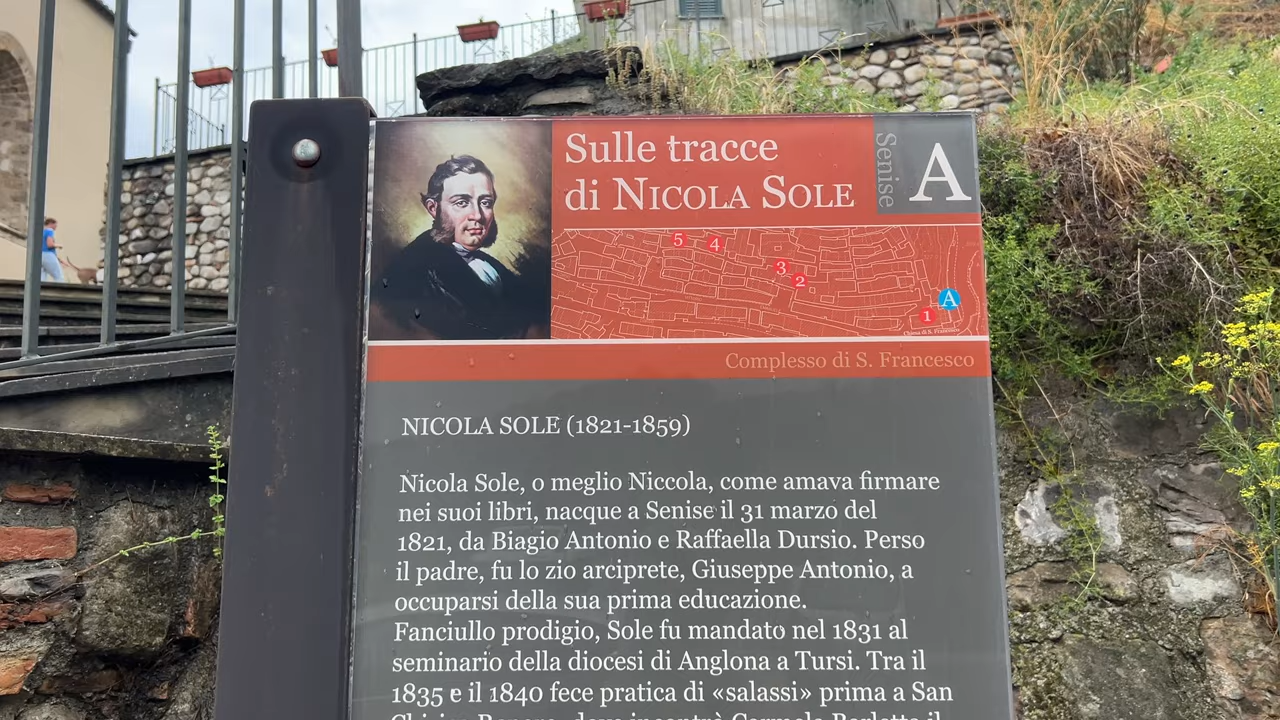 Sulle tracce
di NICOLA SOLE
Senise
A
5
4
3
2
A
1
Chiesa di S. Francesco
Complesso di S. Francesco
NICOLA SOLE (1821-1859)
Nicola Sole, o meglio Niccola, come amava firmare
nei suoi libri, nacque a Senise il 31 marzo del
1821, da Biagio Antonio e Raffaella Dursio. Perso
il padre, fu lo zio arciprete, Giuseppe Antonio, a
occuparsi della sua prima educazione.
Fanciullo prodigio, Sole fu mandato nel 1831 al
seminario della diocesi di Anglona a Tursi. Tra il
1835 e il 1840 fece pratica di «salassi» prima a San